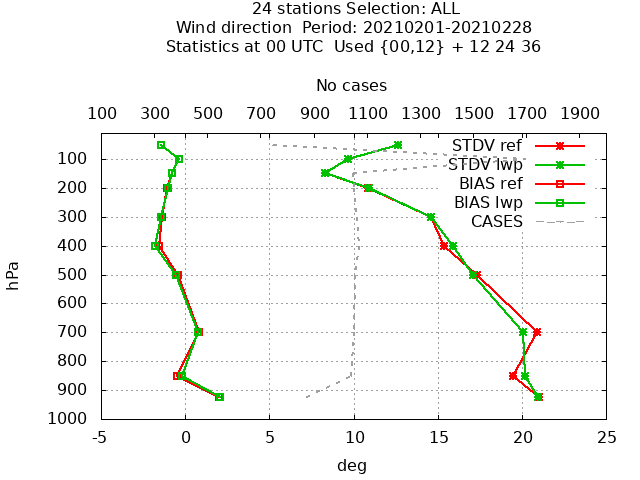 24 stations Selection: ALL
Wind direction  Period: 20210201-20210228
Statistics at 00 UTC  Used {00,12} + 12 24 36
No cases
100 300 500 700 900 1100 1300 1500 1700 1900
STDV ref
100
STDV lwp
BIAS ref
200
BIAS lwp
300
CASES
400
hPa
500
600
700
800
900
1000
-5 0 5 10 15 20 25
deg